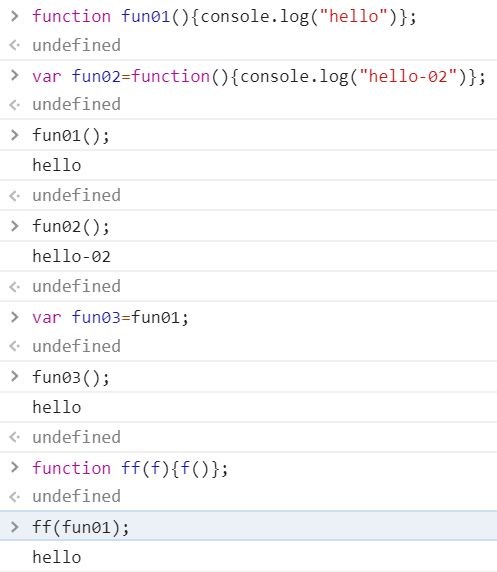 > function fun01(){console.log("hello")};
<· undefined
> var fun02=function(){console.log("hello-02")};
<· undefined
> fun01();
hello
<· undefined
> fun02();
hello-02
<· undefined
> var fun03=fun01;
<· undefined
> fun03();
hello
<· undefined
> function ff(f){f()};
<· undefined
> ff(fun01);
hello